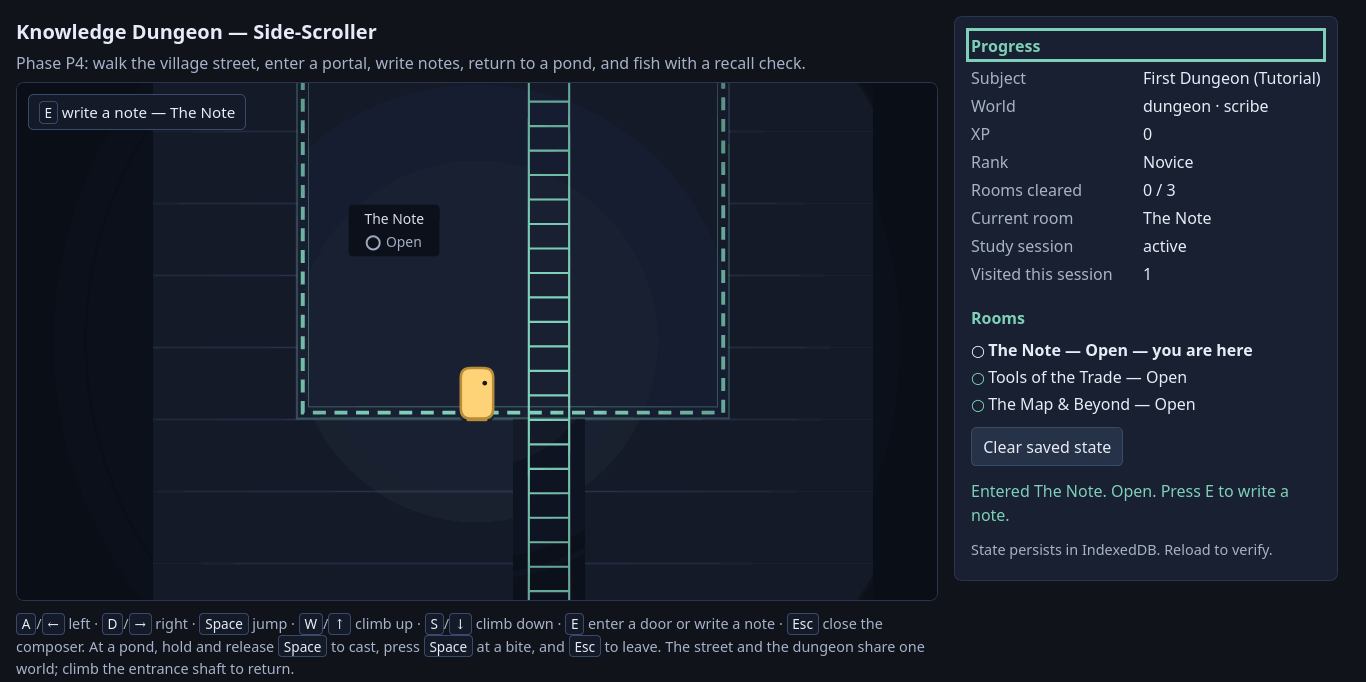 Knowledge Dungeon — Side-Scroller
Phase P4: walk the village street, enter a portal, write notes, return to a pond, and fish with a recall check.
E write a note — The Note
The Note
○ Open
A/← left · D/→ right · Space jump · W/↑ climb up · S/↓ climb down · E enter a door or write a note · Esc close the
composer. At a pond, hold and release Space to cast, press Space at a bite, and Esc to leave. The street and the dungeon share one
world; climb the entrance shaft to return.
Progress
Subject First Dungeon (Tutorial)
World dungeon · scribe
XP 0
Rank Novice
Rooms cleared 0 / 3
Current room The Note
Study session active
Visited this session 1
Rooms
○ The Note — Open — you are here
○ Tools of the Trade — Open
○ The Map & Beyond — Open
Clear saved state
Entered The Note. Open. Press E to write a
note.
State persists in IndexedDB. Reload to verify.